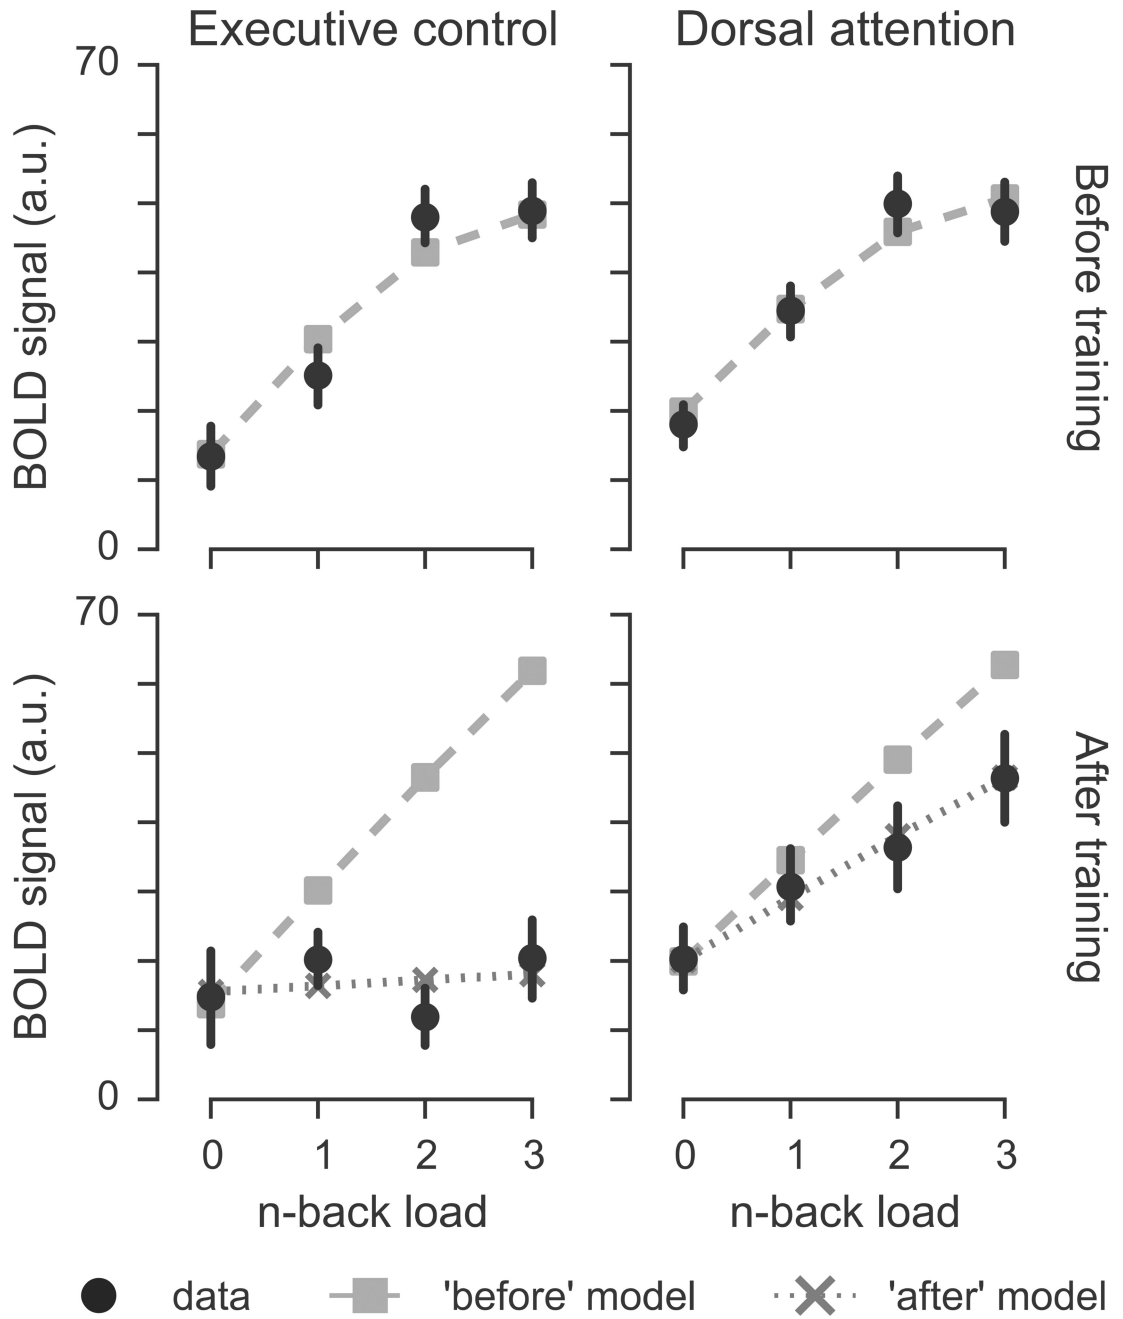 Executive control
Dorsal attention
70
BOLD signal (a.u.)
0
Before training
70
BOLD signal (a.u.)
0
After training
0 1 2 3
0 1 2 3
n-back load
n-back load
data
'before' model
'after' model